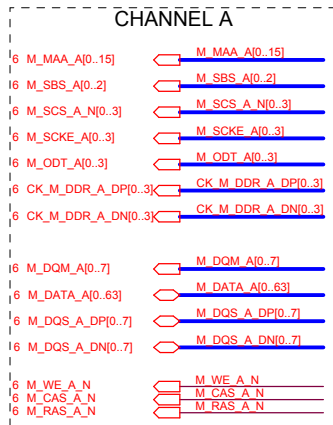 CHANNEL A
6 M_MAA_A[0..15] M_MAA_A[0..15]
6 M_SBS_A[0..2] M_SBS_A[0..2]
6 M_SCS_A_N[0..3] M_SCS_A_N[0..3]
6 M_SCKE_A[0..3] M_SCKE_A[0..3]
6 M_ODT_A[0..3] M_ODT_A[0..3]
6 CK_M_DDR_A_DP[0..3] CK_M_DDR_A_DP[0..3]
6 CK_M_DDR_A_DN[0..3] CK_M_DDR_A_DN[0..3]
6 M_DQM_A[0..7] M_DQM_A[0..7]
6 M_DATA_A[0..63] M_DATA_A[0..63]
6 M_DQS_A_DP[0..7] M_DQS_A_DP[0..7]
6 M_DQS_A_DN[0..7] M_DQS_A_DN[0..7]
6 M_WE_A_N M_WE_A_N
6 M_CAS_A_N M_CAS_A_N
6 M_RAS_A_N M_RAS_A_N